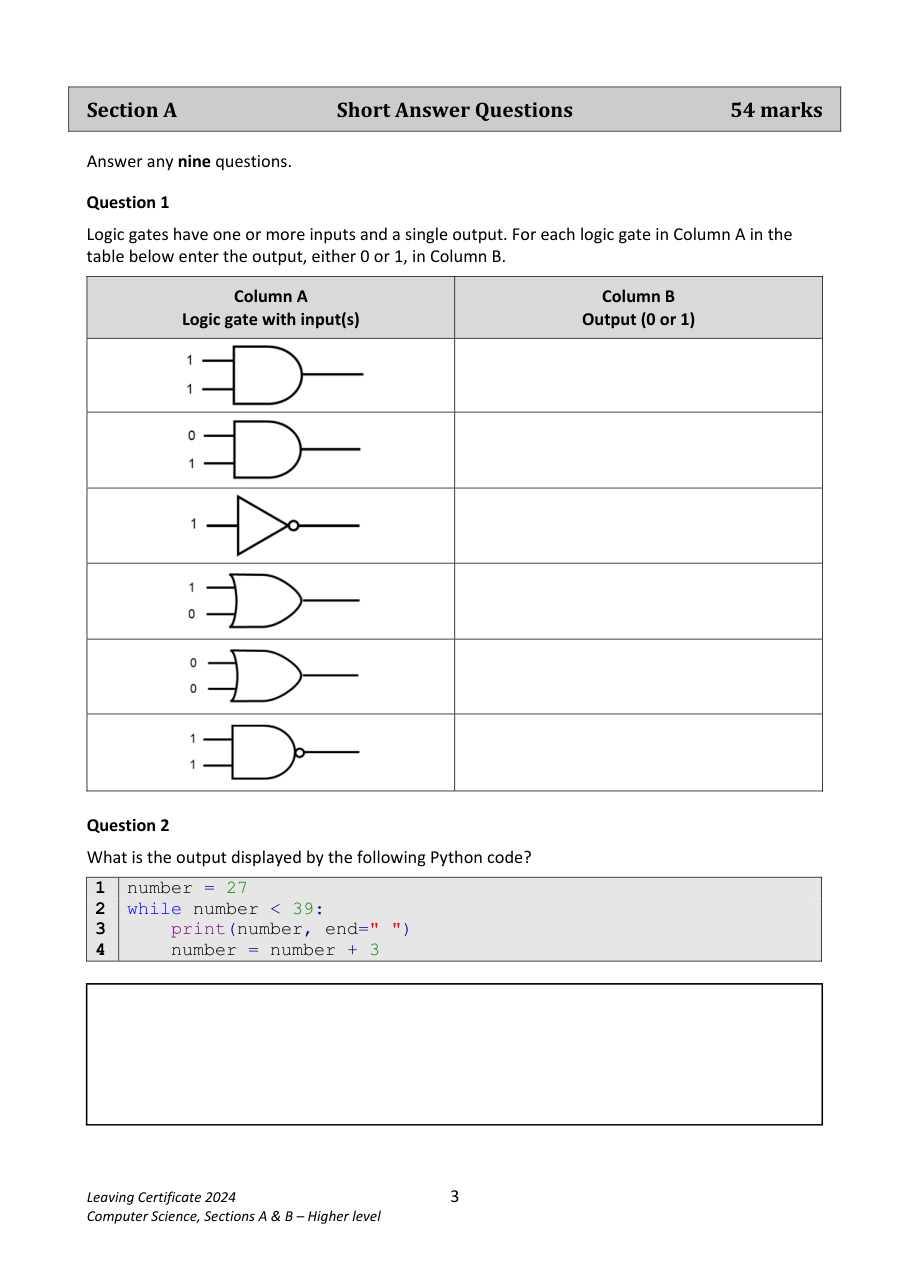 Section A Short Answer Questions 54 marks
Answer any nine questions.
Question 1
Logic gates have one or more inputs and a single output. For each logic gate in Column A in the
table below enter the output, either 0 or 1, in Column B.
Column A
Logic gate with input(s)
Column B
Output (0 or 1)
1
1
0
1
1
1
0
0
0
1
1
Question 2
What is the output displayed by the following Python code?
1 number = 27
2 while number < 39:
3     print(number, end=" ")
4     number = number + 3
Leaving Certificate 2024
3
Computer Science, Sections A & B – Higher level